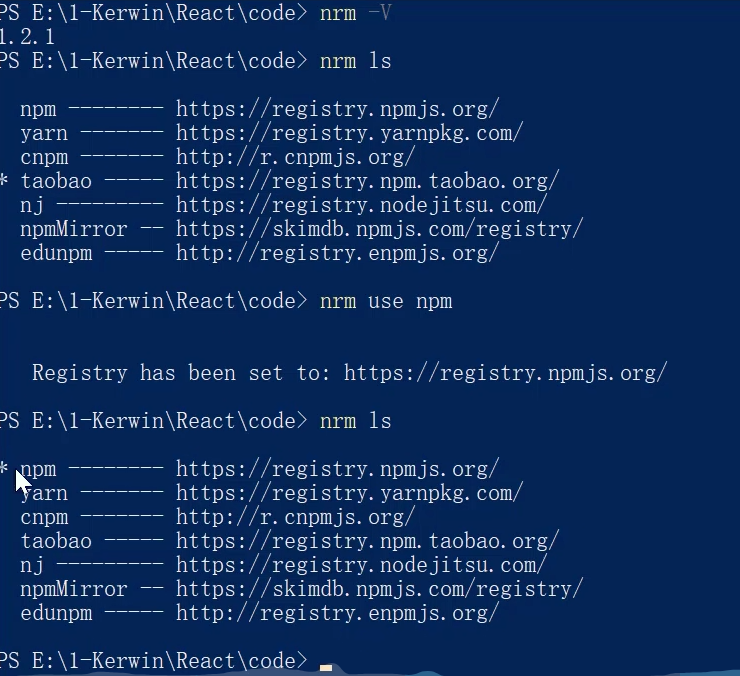 PS E:\1-Kerwin\React\code> nrm -V
1.2.1
PS E:\1-Kerwin\React\code> nrm ls
npm -------- https://registry.npmjs.org/
yarn ------- https://registry.yarnpkg.com/
cnpm ------- http://r.cnpmjs.org/
* taobao ----- https://registry.npm.taobao.org/
nj --------- https://registry.nodejitsu.com/
npmMirror -- https://skimdb.npmjs.com/registry/
edunpm ----- http://registry.enpmjs.org/
PS E:\1-Kerwin\React\code> nrm use npm
Registry has been set to: https://registry.npmjs.org/
PS E:\1-Kerwin\React\code> nrm ls
* npm -------- https://registry.npmjs.org/
yarn ------- https://registry.yarnpkg.com/
cnpm ------- http://r.cnpmjs.org/
taobao ----- https://registry.npm.taobao.org/
nj --------- https://registry.nodejitsu.com/
npmMirror -- https://skimdb.npmjs.com/registry/
edunpm ----- http://registry.enpmjs.org/
PS E:\1-Kerwin\React\code>